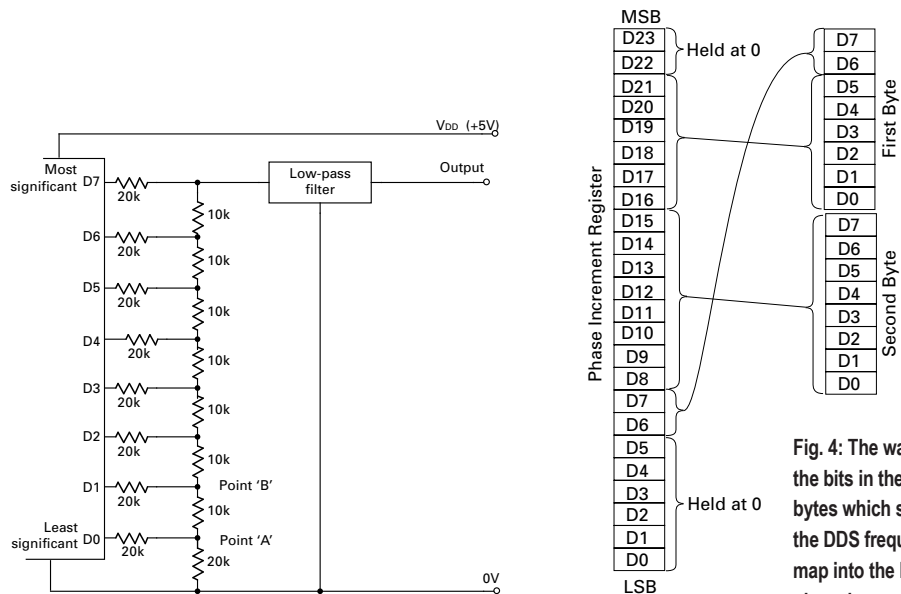 VDD (+5V)
Most
significant
D7
20k
Low-pass
filter
Output
10k
D6
20k
10k
D5
20k
10k
D4
20k
10k
D3
20k
10k
D2
20k
10k
D1
Point ‘B’
20k
10k
Least
significant
D0
Point ‘A’
20k
20k
0V
Phase Increment Register
MSB
D23
D22
D21
D20
D19
D18
D17
D16
D15
D14
D13
D12
D11
D10
D9
D8
D7
D6
D5
D4
D3
D2
D1
D0
LSB
Held at 0
Held at 0
D7
D6
D5
D4
D3
D2
D1
D0
First Byte
D7
D6
D5
D4
D3
D2
D1
D0
Second Byte
Fig. 4: The
the bits in the
bytes which
the DDS
map into the